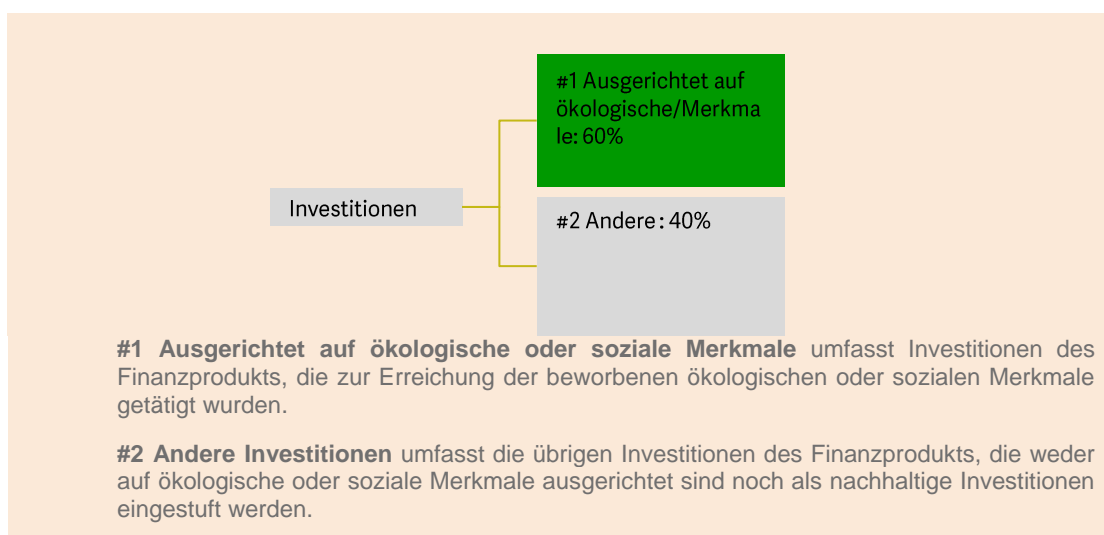 #1 Ausgerichtet auf
ökologische/Merkma
le: 60%
Investitionen
#2 Andere: 40%
#1 Ausgerichtet auf ökologische oder soziale Merkmale umfasst Investitionen des
Finanzprodukts, die zur Erreichung der beworbenen ökologischen oder sozialen Merkmale
getätigt wurden.
#2 Andere Investitionen umfasst die übrigen Investitionen des Finanzprodukts, die weder
auf ökologische oder soziale Merkmale ausgerichtet sind noch als nachhaltige Investitionen
eingestuft werden.